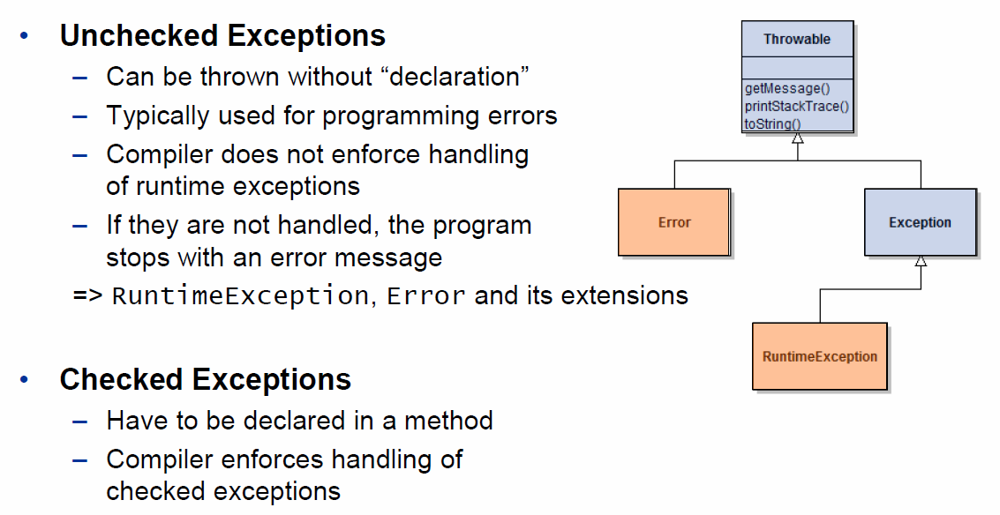 • Unchecked Exceptions
– Can be thrown without “declaration”
– Typically used for programming errors
– Compiler does not enforce handling
of runtime exceptions
– If they are not handled, the program
stops with an error message
=> RuntimeException, Error and its extensions
• Checked Exceptions
– Have to be declared in a method
– Compiler enforces handling of
checked exceptions
Throwable
getMessage()
printStackTrace()
toString()
Error
Exception
RuntimeException